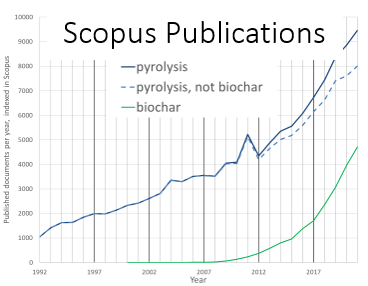 Scopus Publications
pyrolysis
pyrolysis, not biochar
biochar
Published documents per year, indexed in Scopus
10000
9000
8000
7000
6000
5000
4000
3000
2000
1000
0
1992 1997 2002 2007 2012 2017
Year